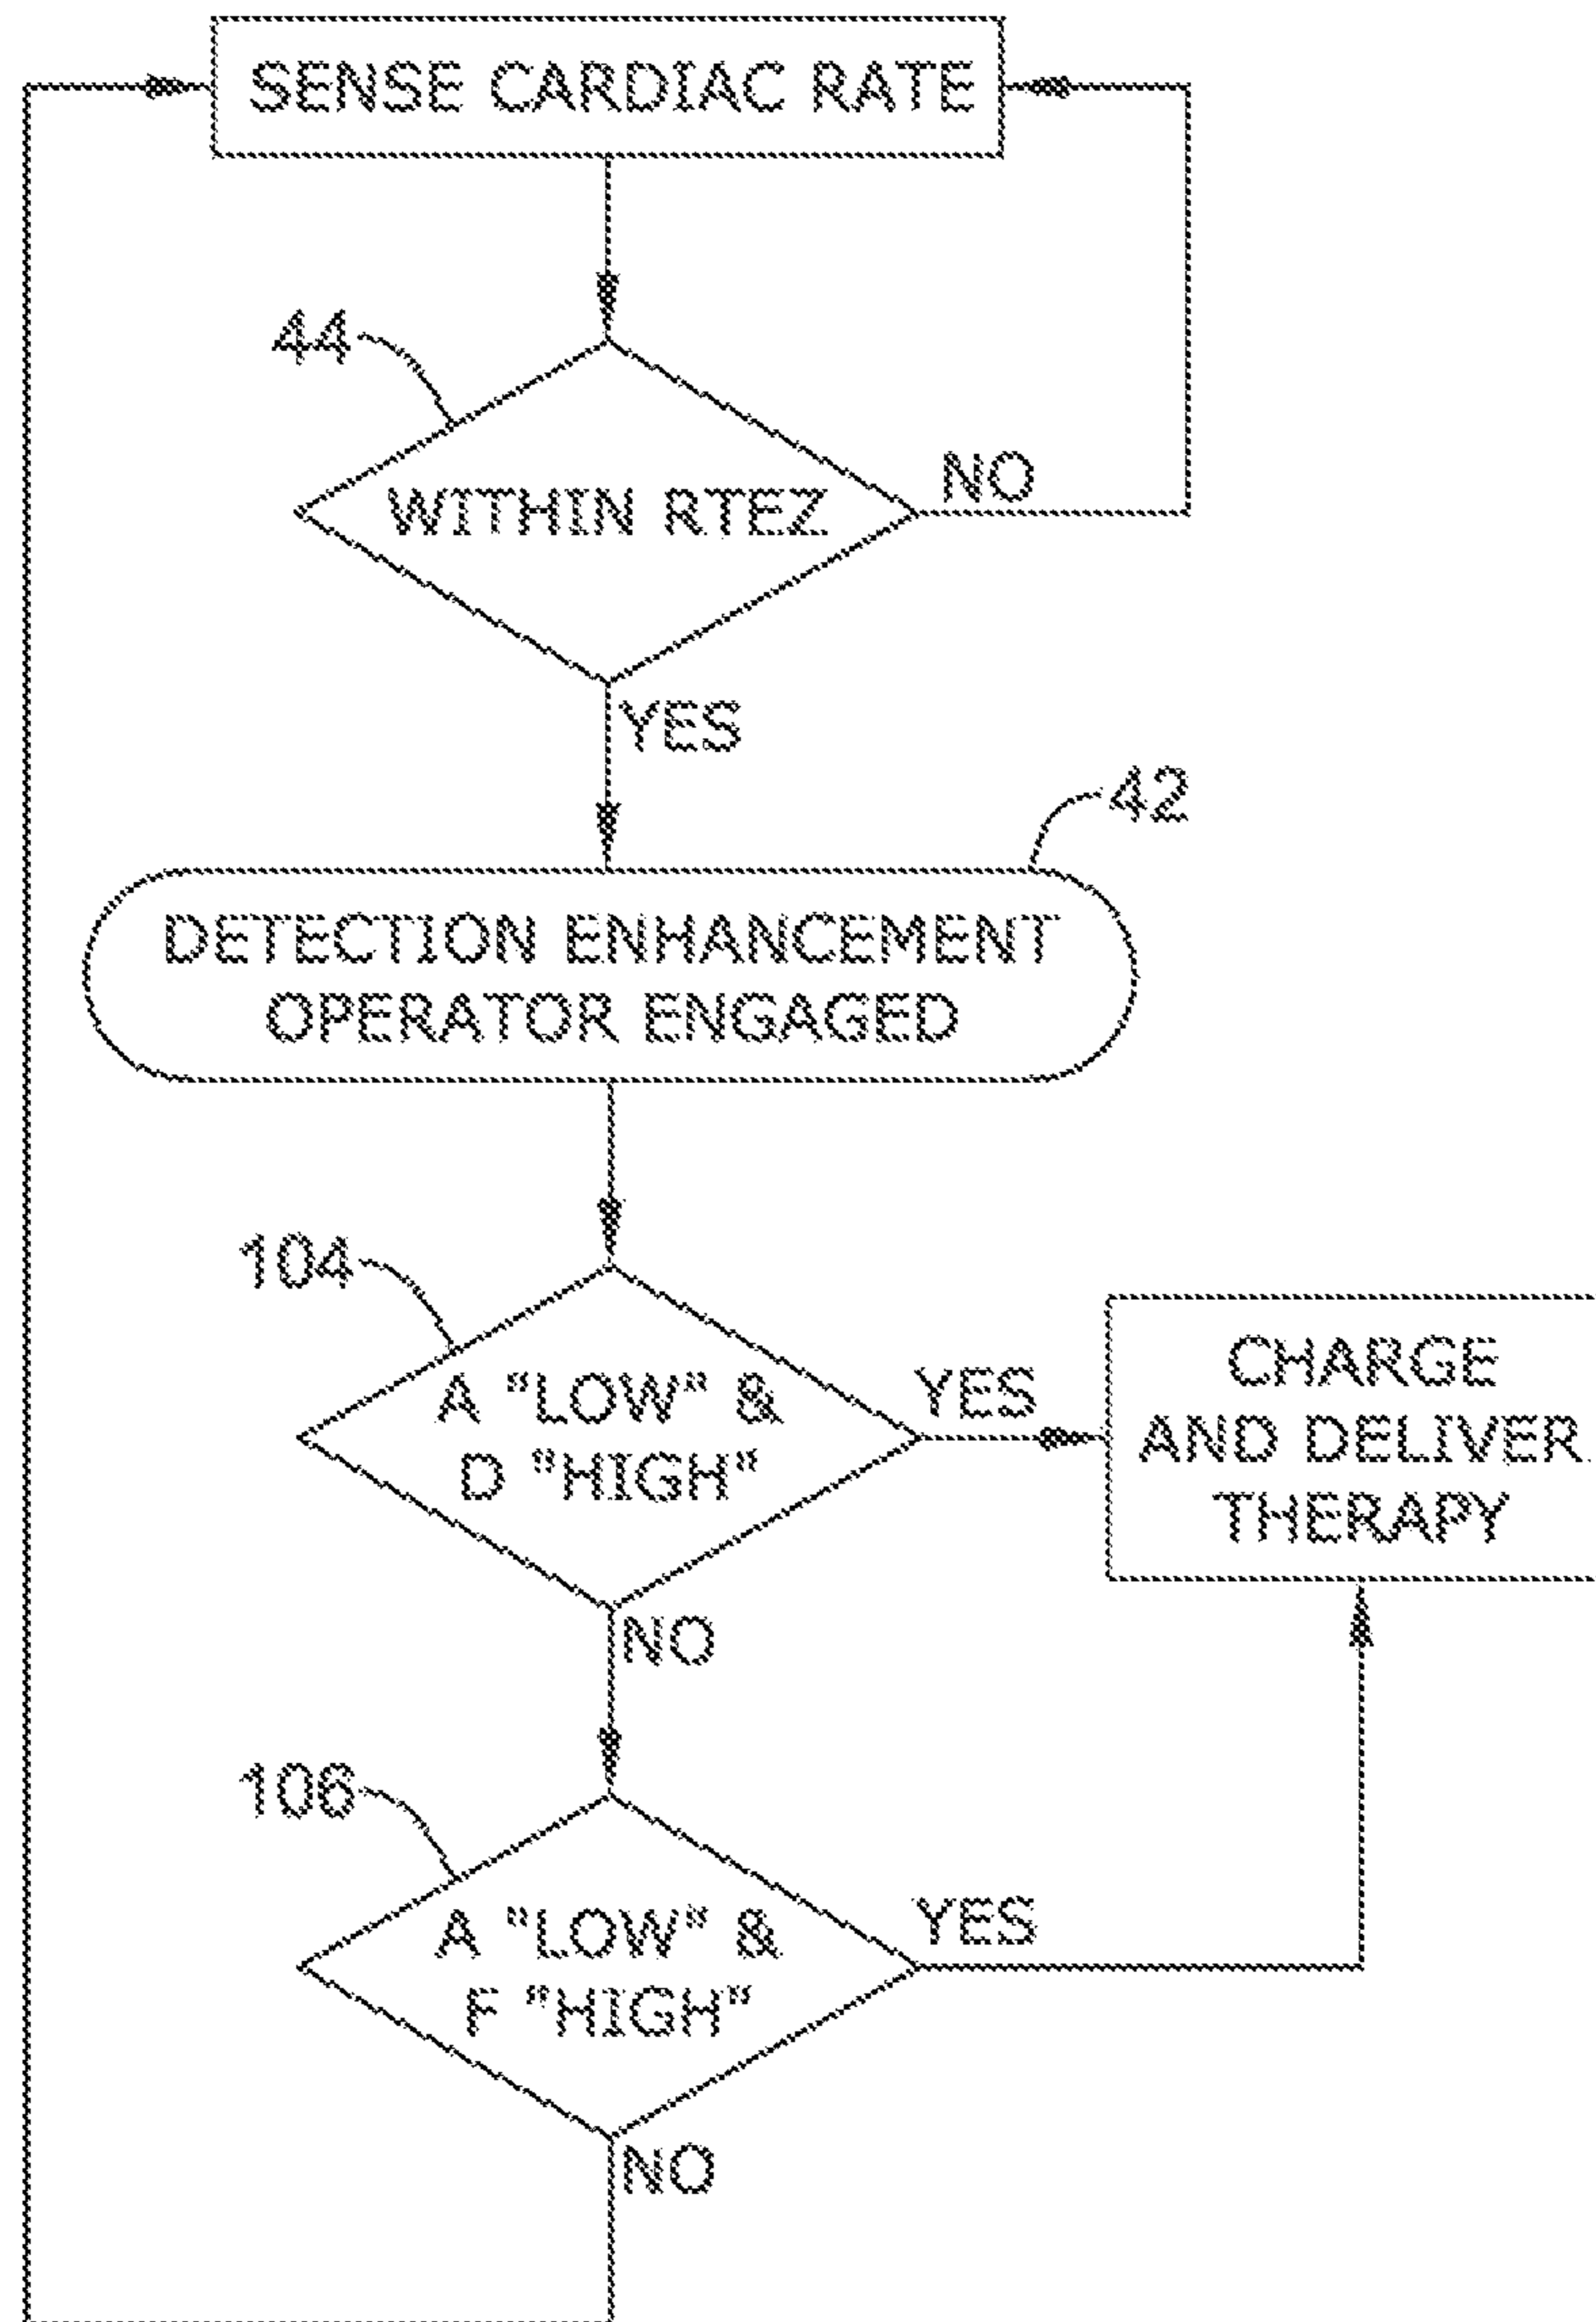 SENSE CARDIAC RATE
44
WITHIN RTEZ
NO
YES
42
DETECTION ENHANCEMENT
OPERATOR ENGAGED
104
A "LOW" &
D "HIGH"
YES
CHARGE
AND DELIVER
THERAPY
NO
106
A "LOW" &
F "HIGH"
YES
NO